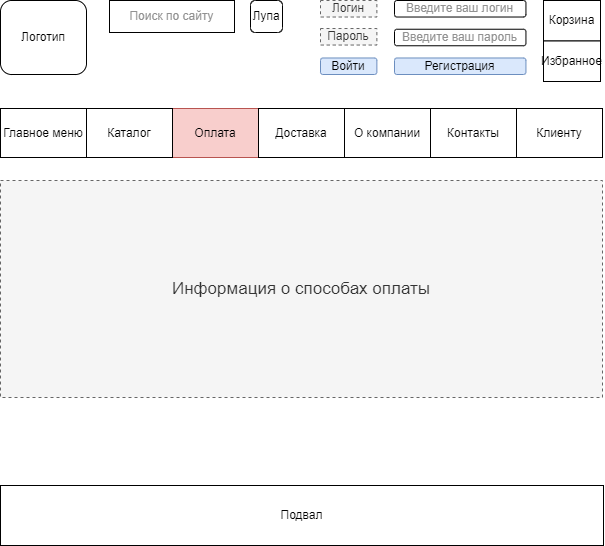 Логотип
Поиск по сайту
Лупа
Логин
Введите ваш логин
Пароль
Введите ваш пароль
Войти
Регистрация
Корзина
Избранное
Главное меню
Каталог
Оплата
Доставка
О компании
Контакты
Клиенту
Информация о способах оплаты
Подвал